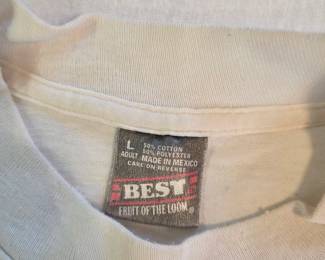 L 50% COTTON
50% POLYESTER
ADULT MADE IN MEXICO
CARE ON REVERSE
BEST
FRUIT OF THE LOOM ®